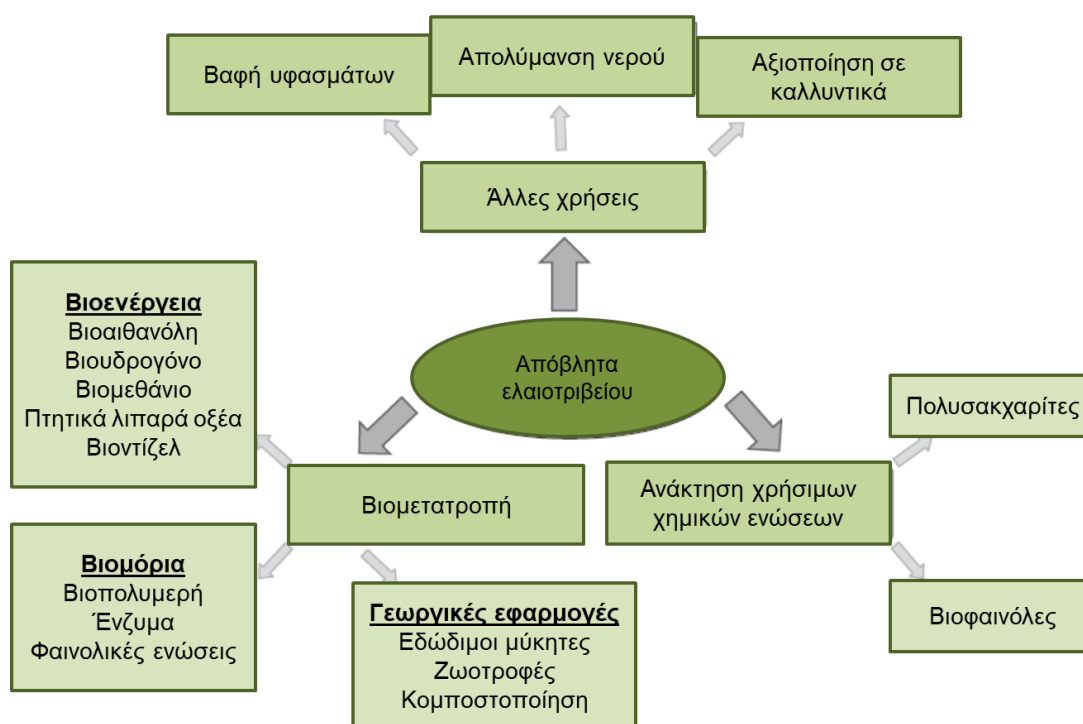 Βαφή υφασμάτων
Απολύμανση νερού
Αξιοποίηση σε
καλλυντικά
Άλλες χρήσεις
Απόβλητα
ελαιοτριβείου
Βιοενέργεια
Βιοαιθανόλη
Βιουδρογόνο
Βιομεθάνιο
Πτητικά λιπαρά οξέα
Βιοντίζελ
Βιομετατροπή
Βιομόρια
Βιοπολυμερή
Ένζυμα
Φαινολικές ενώσεις
Γεωργικές εφαρμογές
Εδώδιμοι μύκητες
Ζωοτροφές
Κομποστοποίηση
Ανάκτηση χρήσιμων
χημικών ενώσεων
Πολυσακχαρίτες
Βιοφαινόλες